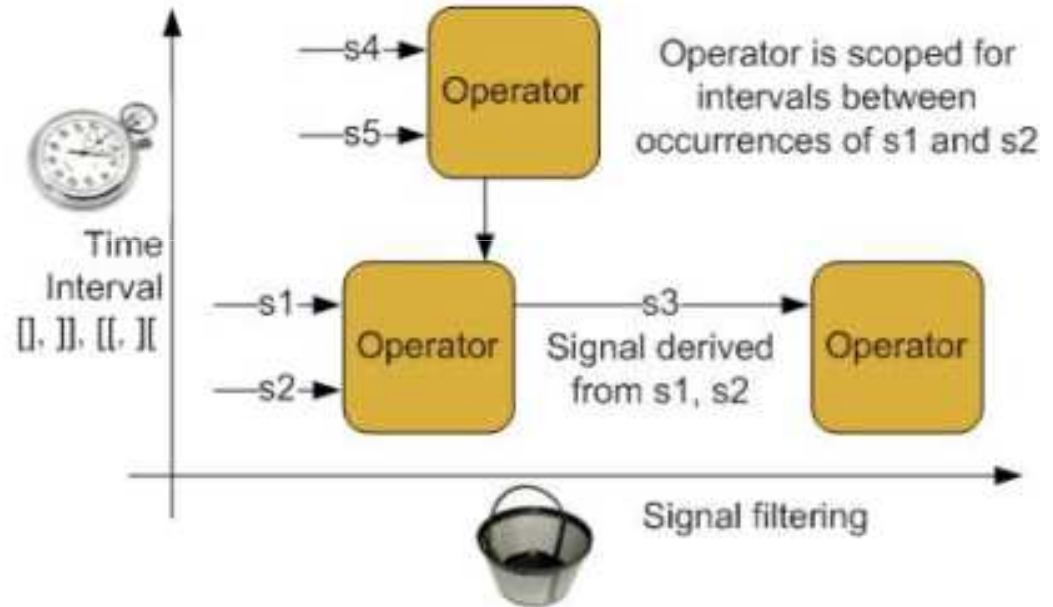 s4
Operator
s5
Operator is scoped for
intervals between
occurrences of s1 and s2
Time
Interval
[], ]], [[, ][
s1
s2
Operator
s3
Signal derived
from s1, s2
Operator
Signal filtering